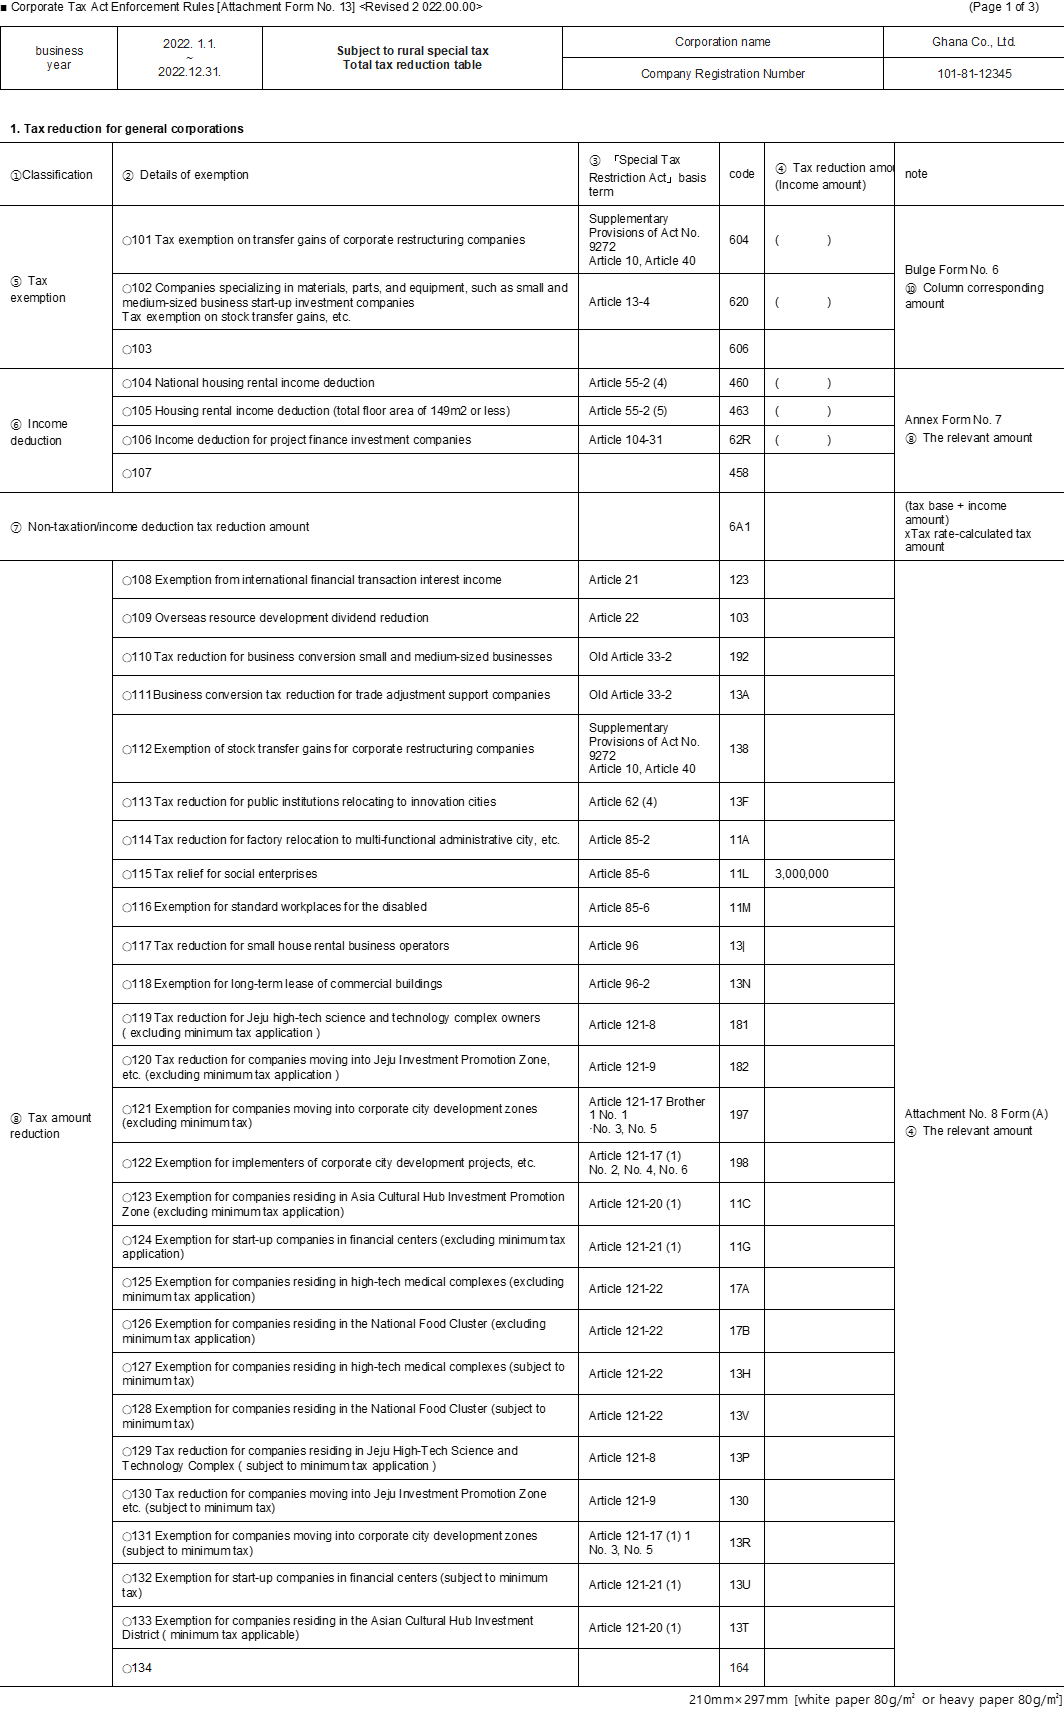 ■ Corporate Tax Act Enforcement Rules [Attachment Form No. 13] <Revised 2 022.00.00>
(Page 1 of 3)
business
year
2022. 1.1.
~
2022.12.31.
Subject to rural special tax
Total tax reduction table
Corporation name
Ghana Co., Ltd.
Company Registration Number
101-81-12345
1. Tax reduction for general corporations
①Classification
② Details of exemption
③ 「Special Tax
Restriction Act」 basis
term
code
④ Tax reduction amou
(Income amount)
note
⑤ Tax
exemption
○101 Tax exemption on transfer gains of corporate restructuring companies
Supplementary
Provisions of Act No.
9272
Article 10, Article 40
604
( )
Bulge Form No. 6
⑩ Column corresponding
amount
○102 Companies specializing in materials, parts, and equipment, such as small and
medium-sized business start-up investment companies
Tax exemption on stock transfer gains, etc.
Article 13-4
620
( )
○103
606
⑥ Income
deduction
○104 National housing rental income deduction
Article 55-2 (4)
460
( )
Annex Form No. 7
⑧ The relevant amount
○105 Housing rental income deduction (total floor area of 149m2 or less)
Article 55-2 (5)
463
( )
○106 Income deduction for project finance investment companies
Article 104-31
62R
( )
○107
458
⑦ Non-taxation/income deduction tax reduction amount
6A1
(tax base + income
amount)
xTax rate-calculated tax
amount
⑧ Tax amount
reduction
○108 Exemption from international financial transaction interest income
Article 21
123
○109 Overseas resource development dividend reduction
Article 22
103
○110 Tax reduction for business conversion small and medium-sized businesses
Old Article 33-2
192
○111 Business conversion tax reduction for trade adjustment support companies
Old Article 33-2
13A
○112 Exemption of stock transfer gains for corporate restructuring companies
Supplementary
Provisions of Act No.
9272
Article 10, Article 40
138
○113 Tax reduction for public institutions relocating to innovation cities
Article 62 (4)
13F
○114 Tax reduction for factory relocation to multi-functional administrative city, etc.
Article 85-2
11A
○115 Tax relief for social enterprises
Article 85-6
11L
3,000,000
○116 Exemption for standard workplaces for the disabled
Article 85-6
11M
○117 Tax reduction for small house rental business operators
Article 96
13|
○118 Exemption for long-term lease of commercial buildings
Article 96-2
13N
○119 Tax reduction for Jeju high-tech science and technology complex owners
( excluding minimum tax application )
Article 121-8
181
○120 Tax reduction for companies moving into Jeju Investment Promotion Zone,
etc. (excluding minimum tax application )
Article 121-9
182
○121 Exemption for companies moving into corporate city development zones
(excluding minimum tax)
Article 121-17 Brother
1 No. 1
·No. 3, No. 5
197
Attachment No. 8 Form (A)
④ The relevant amount
○122 Exemption for implementers of corporate city development projects, etc.
Article 121-17 (1)
No. 2, No. 4, No. 6
198
○123 Exemption for companies residing in Asia Cultural Hub Investment Promotion
Zone (excluding minimum tax application)
Article 121-20 (1)
11C
○124 Exemption for start-up companies in financial centers (excluding minimum tax
application)
Article 121-21 (1)
11G
○125 Exemption for companies residing in high-tech medical complexes (excluding
minimum tax application)
Article 121-22
17A
○126 Exemption for companies residing in the National Food Cluster (excluding
minimum tax application)
Article 121-22
17B
○127 Exemption for companies residing in high-tech medical complexes (subject to
minimum tax)
Article 121-22
13H
○128 Exemption for companies residing in the National Food Cluster (subject to
minimum tax)
Article 121-22
13V
○129 Tax reduction for companies residing in Jeju High-Tech Science and
Technology Complex ( subject to minimum tax application )
Article 121-8
13P
○130 Tax reduction for companies moving into Jeju Investment Promotion Zone
etc. (subject to minimum tax)
Article 121-9
130
○131 Exemption for companies moving into corporate city development zones
(subject to minimum tax)
Article 121-17 (1) 1
No. 3, No. 5
13R
○132 Exemption for start-up companies in financial centers (subject to minimum
tax)
Article 121-21 (1)
13U
○133 Exemption for companies residing in the Asian Cultural Hub Investment
District ( minimum tax applicable)
Article 121-20 (1)
13T
○134
164
210mm×297mm [white paper 80g/㎡ or heavy paper 80g/㎡]